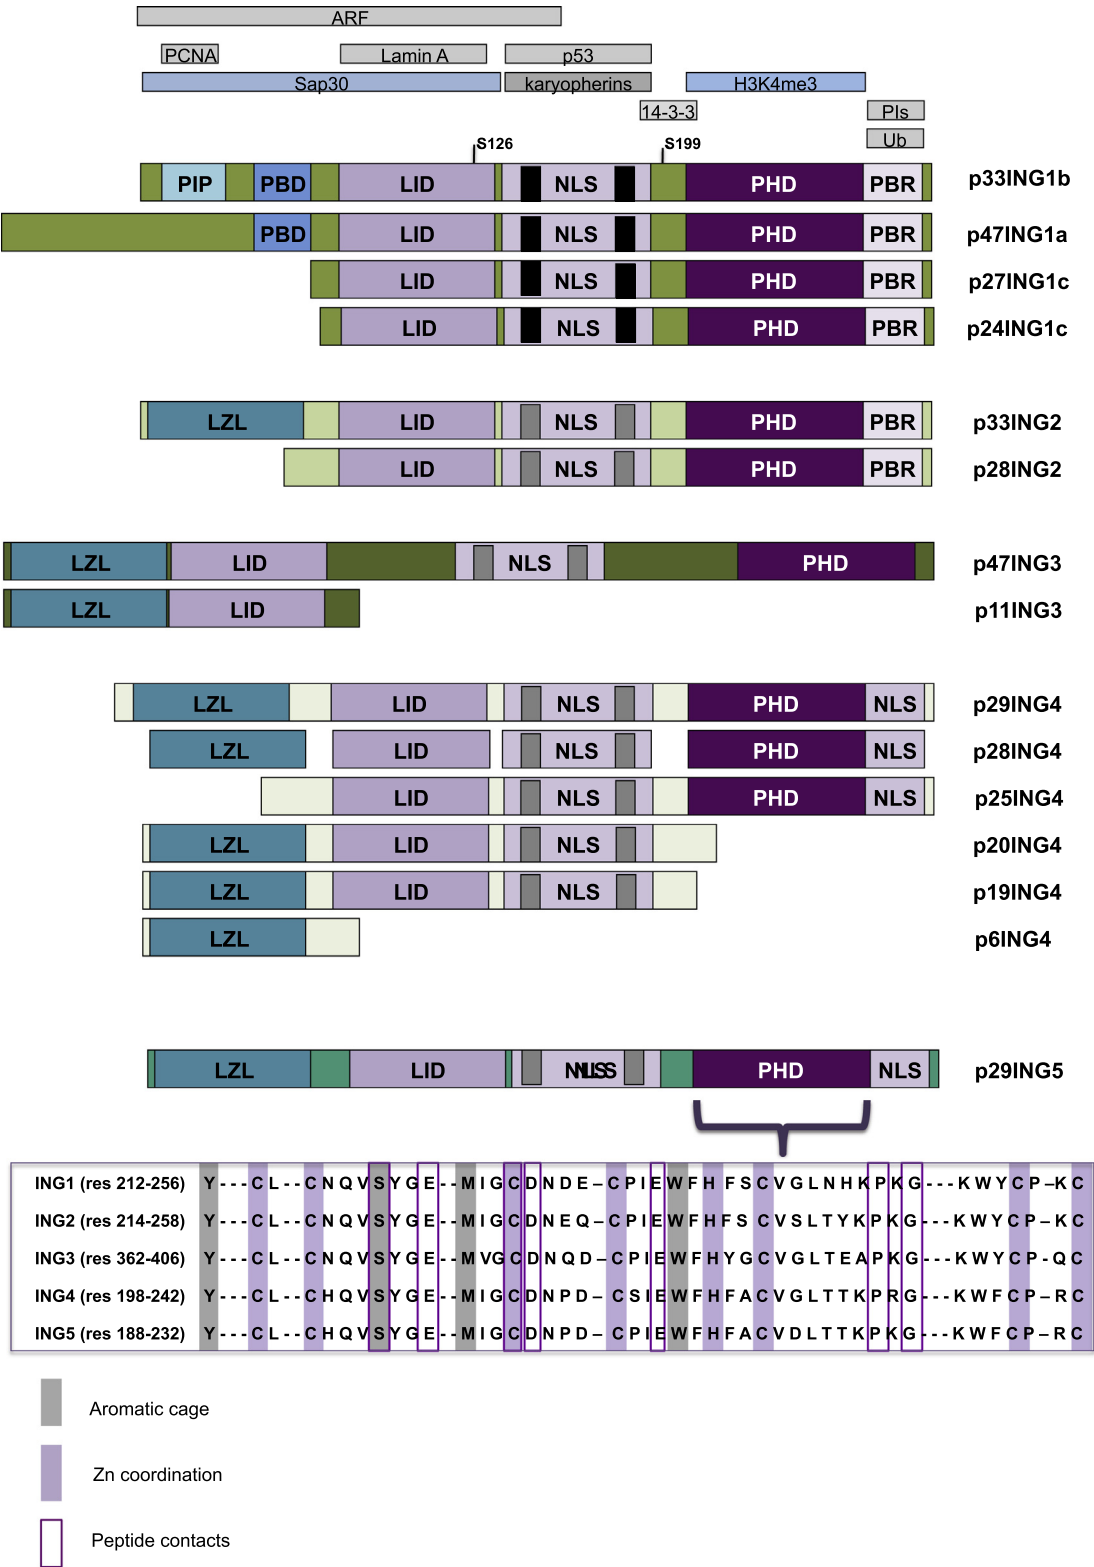 ARF
PCNA Lamin A p53
Sap30 karyopherins H3K4me3
14-3-3 PIs
Ub
S126 S199
PIP PBD LID NLS PHD PBR p33ING1b
PBD LID NLS PHD PBR p47ING1a
LID NLS PHD PBR p27ING1c
LID NLS PHD PBR p24ING1c
LZL LID NLS PHD PBR p33ING2
LID NLS PHD PBR p28ING2
LZL LID NLS PHD p47ING3
LZL LID p11ING3
LZL LID NLS PHD NLS p29ING4
LZL LID NLS PHD NLS p28ING4
LID NLS PHD NLS p25ING4
LZL LID NLS p20ING4
LZL LID NLS p19ING4
LZL p6ING4
LZL LID NLS PHD NLS p29ING5
ING1 (res 212-256) Y---CL--CNQVSYGE--MIGCDNDE–CPIEWFHFSCVGLNHKPKG---KWYCP–KC
ING2 (res 214-258) Y---CL--CNQVSYGE--MIGCDNEQ–CPIEWFHFSCVSLTYKPKG---KWYCP–KC
ING3 (res 362-406) Y---CL--CNQVSYGE--MVGCDNQD–CPIEWFHYGCVGLTEAPKG---KWYCP-QC
ING4 (res 198-242) Y---CL--CHQVSYGE--MIGCDNPD–CSIEWFHFACVGLTTKPRG---KWFCP–RC
ING5 (res 188-232) Y---CL--CHQVSYGE--MIGCDNPD–CPIEWFHFACVDLTTKPKG---KWFCP–RC
Aromatic cage
Zn coordination
Peptide contacts